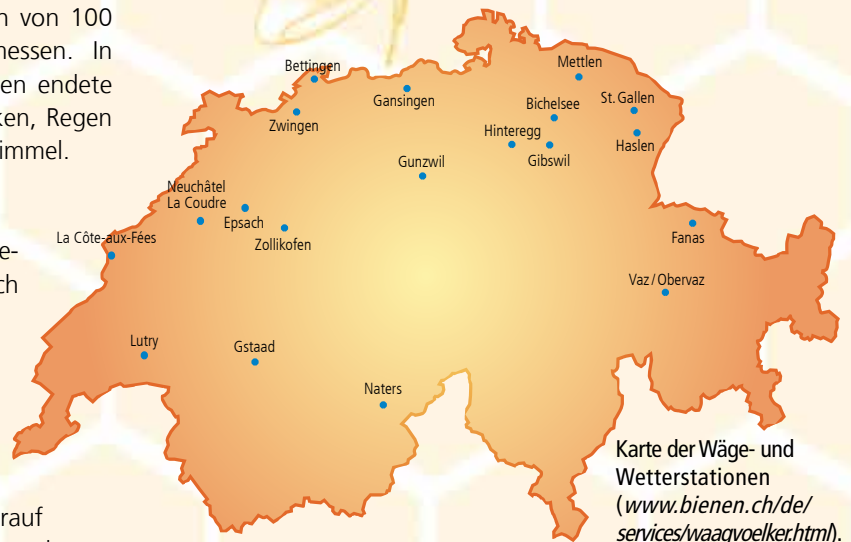 n von 100
nessen. In
en endete
ken, Regen
immel.
e-
ch
rauf
Bettingen
Zwingen
Gansingen
Mettlen
Bichelsee
St. Gallen
Hinteregg
Gibswil
Haslen
Gunzwil
Neuchâtel
La Coudre
Epsach
Zollikofen
La Côte-aux-Fées
Fanas
Vaz/Obervaz
Lutry
Gstaad
Naters
Karte der Wäge- und
Wetterstationen
(www.bienen.ch/de/
services/waagvoelker.html).